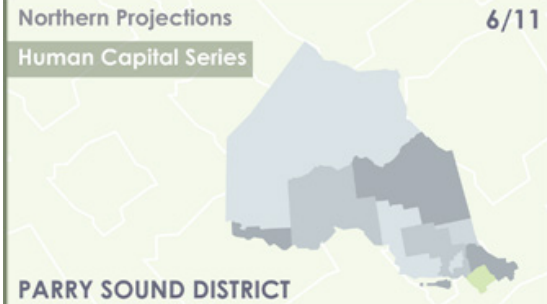 Northern Projections
6/11
Human Capital Series
PARRY SOUND DISTRICT